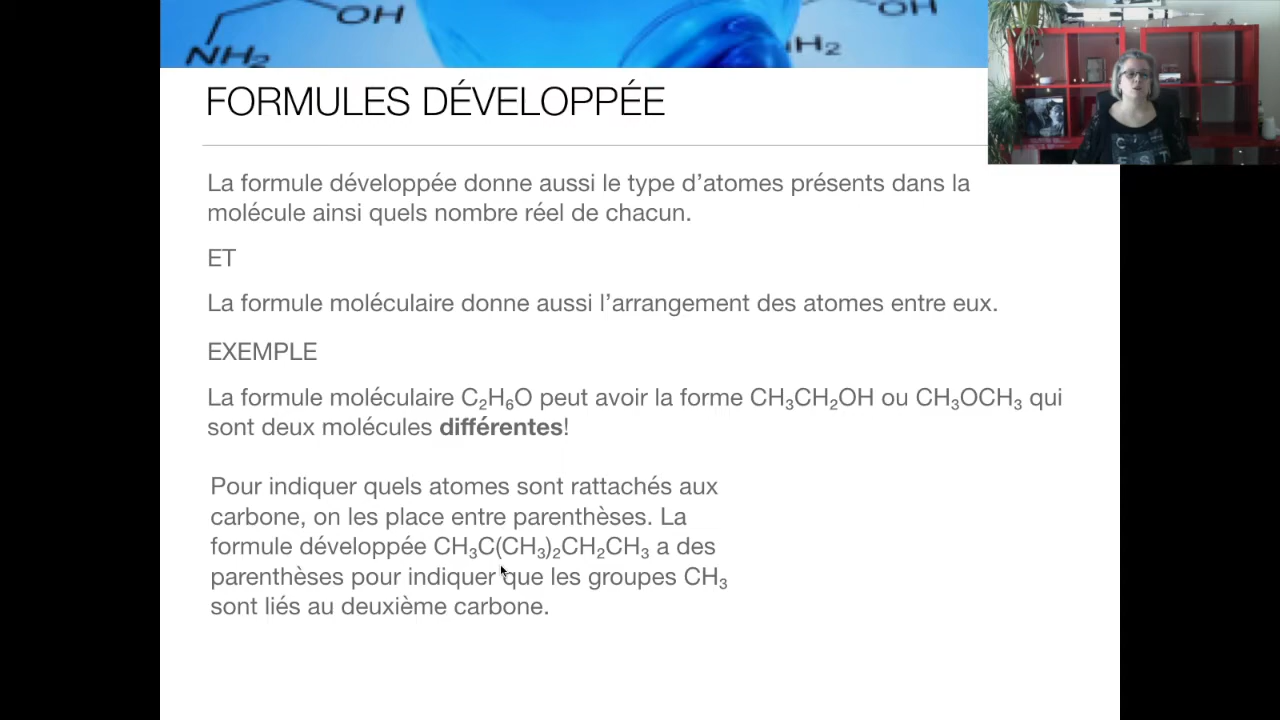 OH
OH
NH₂
H₂
FORMULES DÉVELOPPÉE
La formule développée donne aussi le type d’atomes présents dans la
molécule ainsi quels nombre réel de chacun.
ET
La formule moléculaire donne aussi l’arrangement des atomes entre eux.
EXEMPLE
La formule moléculaire C₂H₆O peut avoir la forme CH₃CH₂OH ou CH₃OCH₃ qui
sont deux molécules différentes!
Pour indiquer quels atomes sont rattachés aux
carbone, on les place entre parenthèses. La
formule développée CH₃C(CH₃)₂CH₂CH₃ a des
parenthèses pour indiquer que les groupes CH₃
sont liés au deuxième carbone.